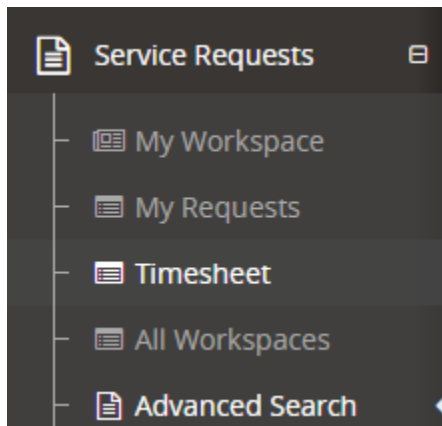 Service Requests
My Workspace
My Requests
Timesheet
All Workspaces
Advanced Search